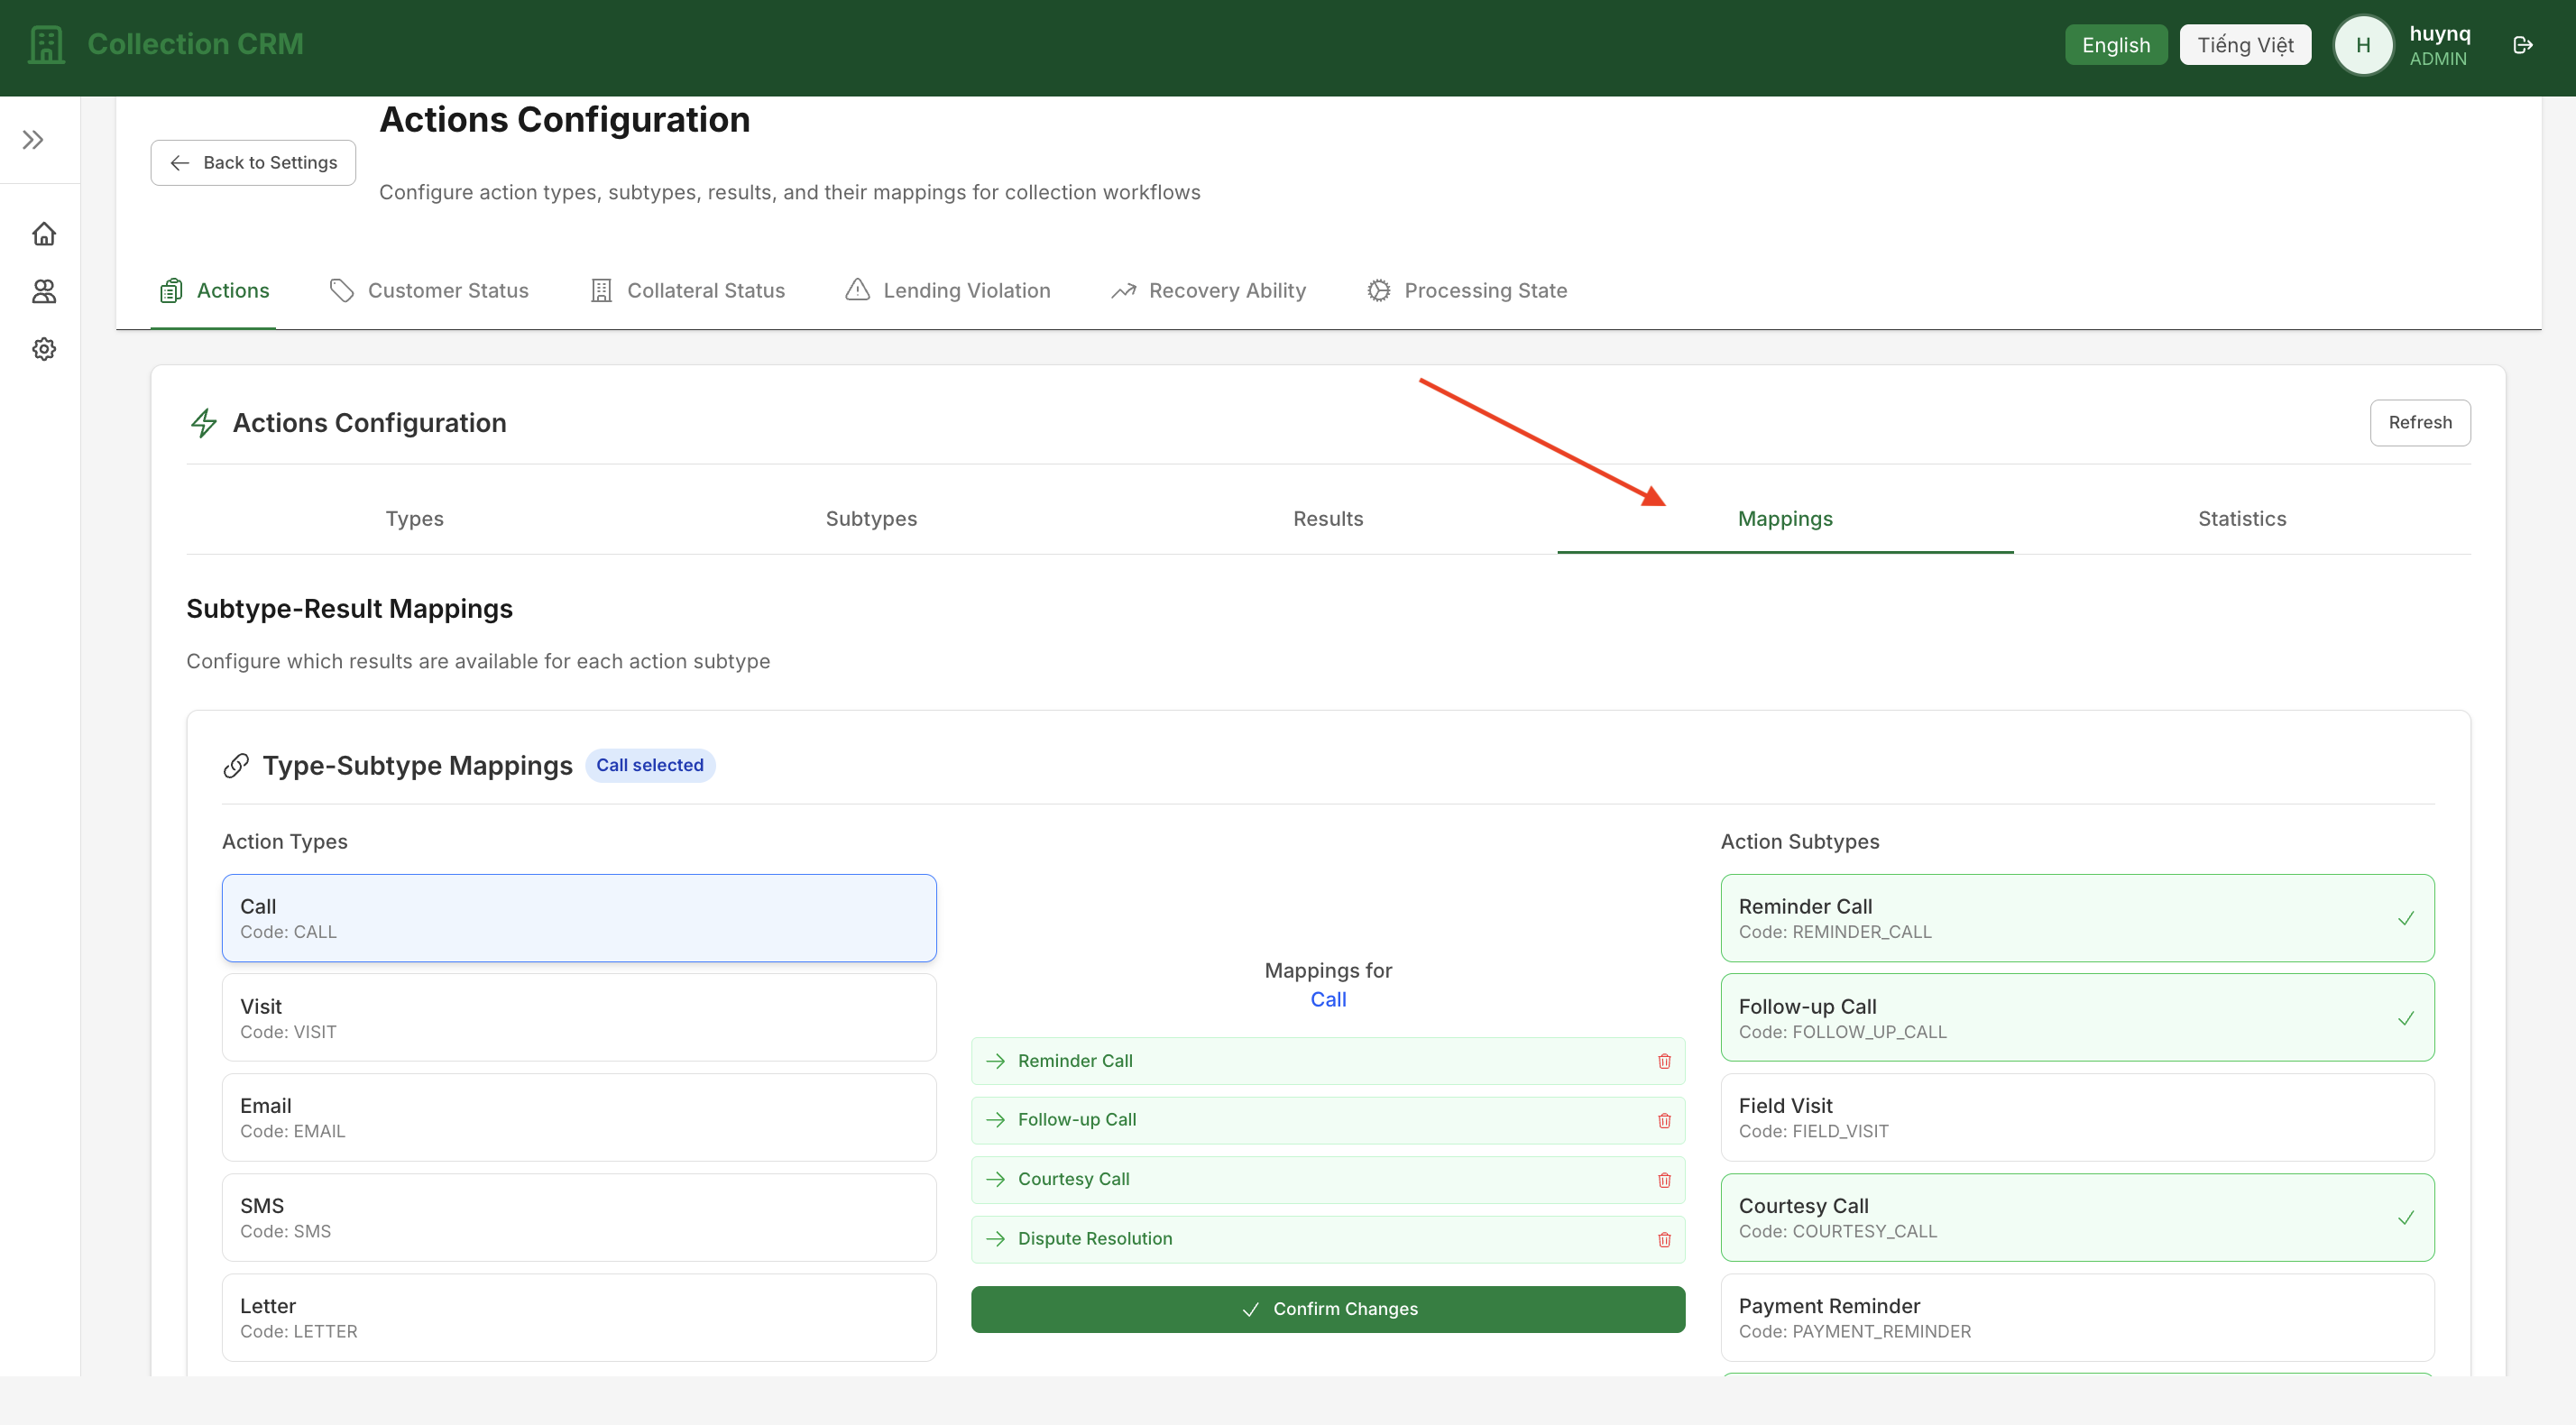 Collection CRM
English
Tiếng Việt
H
huynq
ADMIN
Actions Configuration
Back to Settings
Configure action types, subtypes, results, and their mappings for collection workflows
Actions
Customer Status
Collateral Status
Lending Violation
Recovery Ability
Processing State
Actions Configuration
Refresh
Types
Subtypes
Results
Mappings
Statistics
Subtype-Result Mappings
Configure which results are available for each action subtype
Type-Subtype Mappings
Call selected
Action Types
Call
Code: CALL
Visit
Code: VISIT
Email
Code: EMAIL
SMS
Code: SMS
Letter
Code: LETTER
Mappings for
Call
Reminder Call
Follow-up Call
Courtesy Call
Dispute Resolution
Confirm Changes
Action Subtypes
Reminder Call
Code: REMINDER_CALL
Follow-up Call
Code: FOLLOW_UP_CALL
Field Visit
Code: FIELD_VISIT
Courtesy Call
Code: COURTESY_CALL
Payment Reminder
Code: PAYMENT_REMINDER